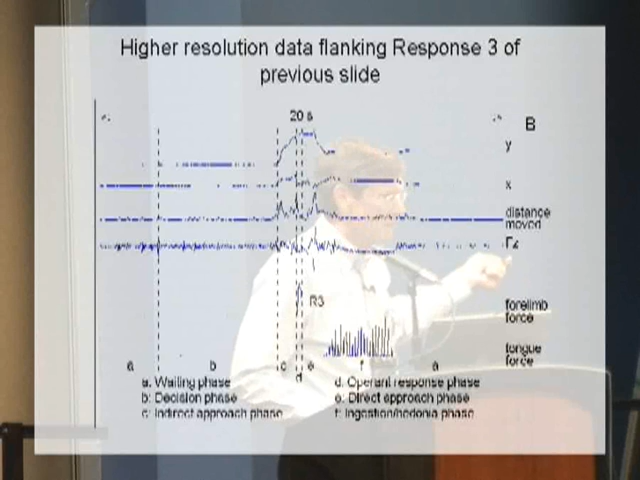 Higher resolution data flanking Response 3 of
previous slide
20 s
B
y
x
distance
moved
Fz
R3
forelimb
force
tongue
force
a b c d e f a
a: Waiting phase
b: Decision phase
c: Indirect approach phase
d: Operant response phase
e: Direct approach phase
f: Ingestion/hedonia phase